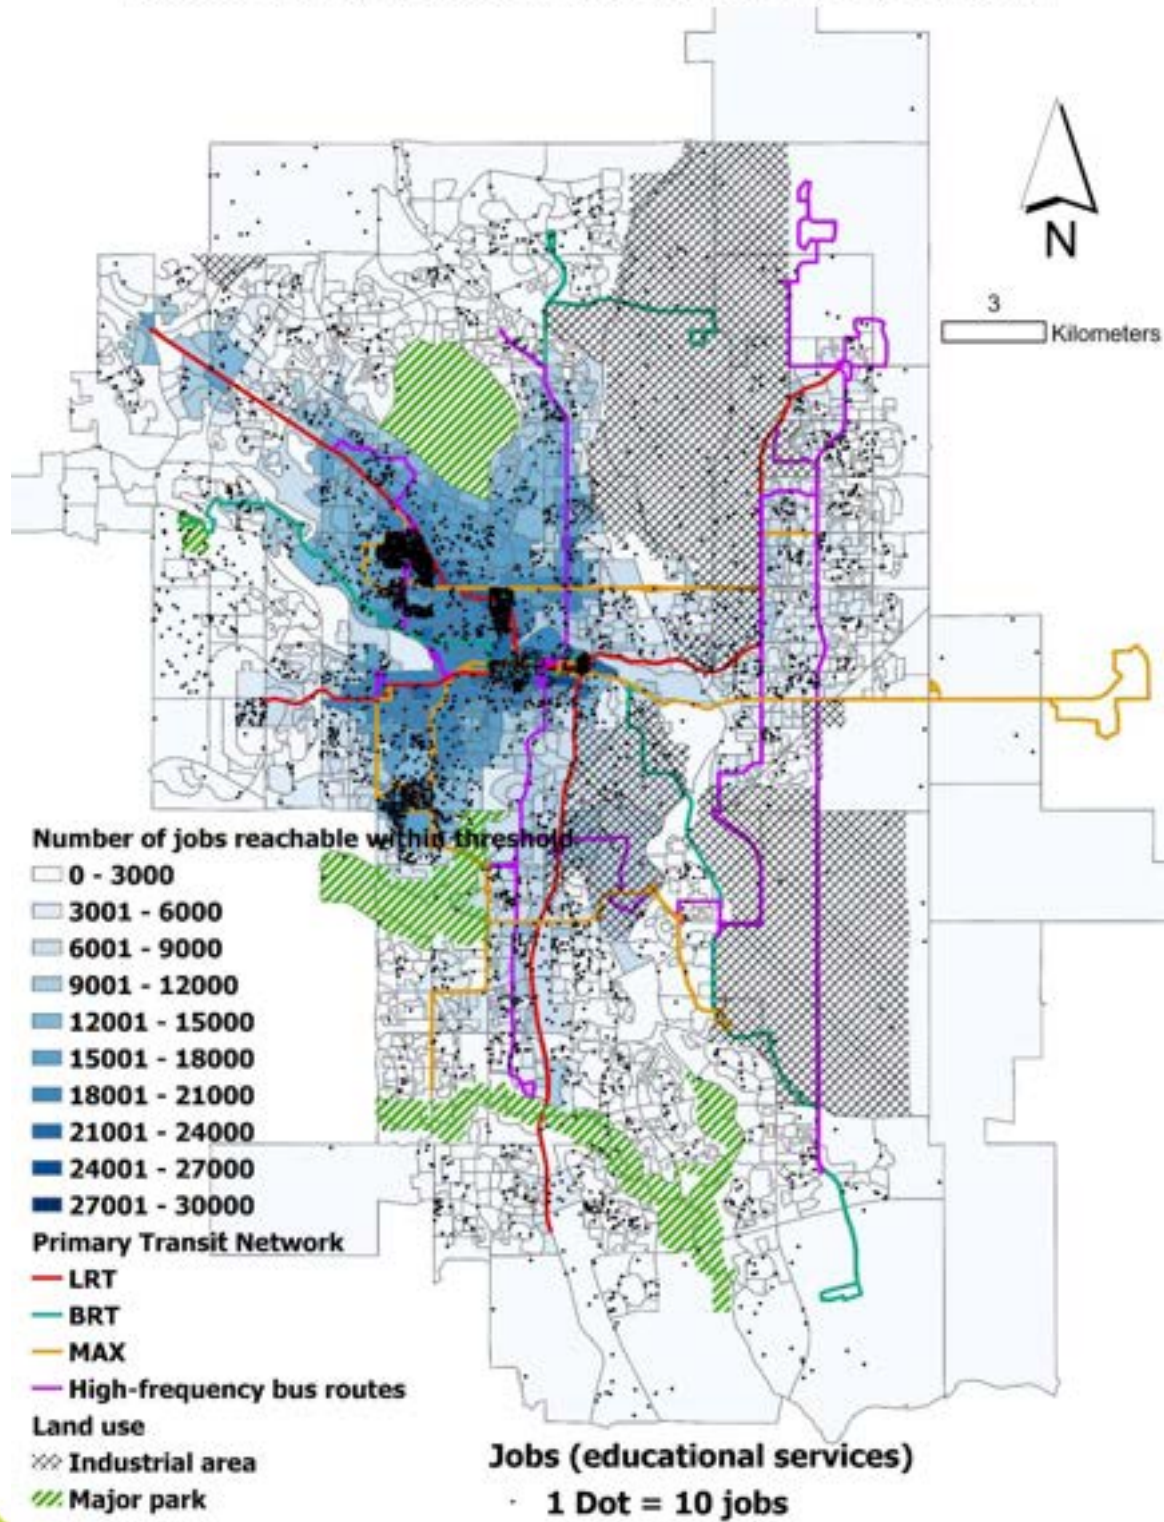 N
3
Kilometers
Number of jobs reachable within threshold
0 - 3000
3001 - 6000
6001 - 9000
9001 - 12000
12001 - 15000
15001 - 18000
18001 - 21000
21001 - 24000
24001 - 27000
27001 - 30000
Primary Transit Network
LRT
BRT
MAX
High-frequency bus routes
Land use
Industrial area
Major park
Jobs (educational services)
1 Dot = 10 jobs